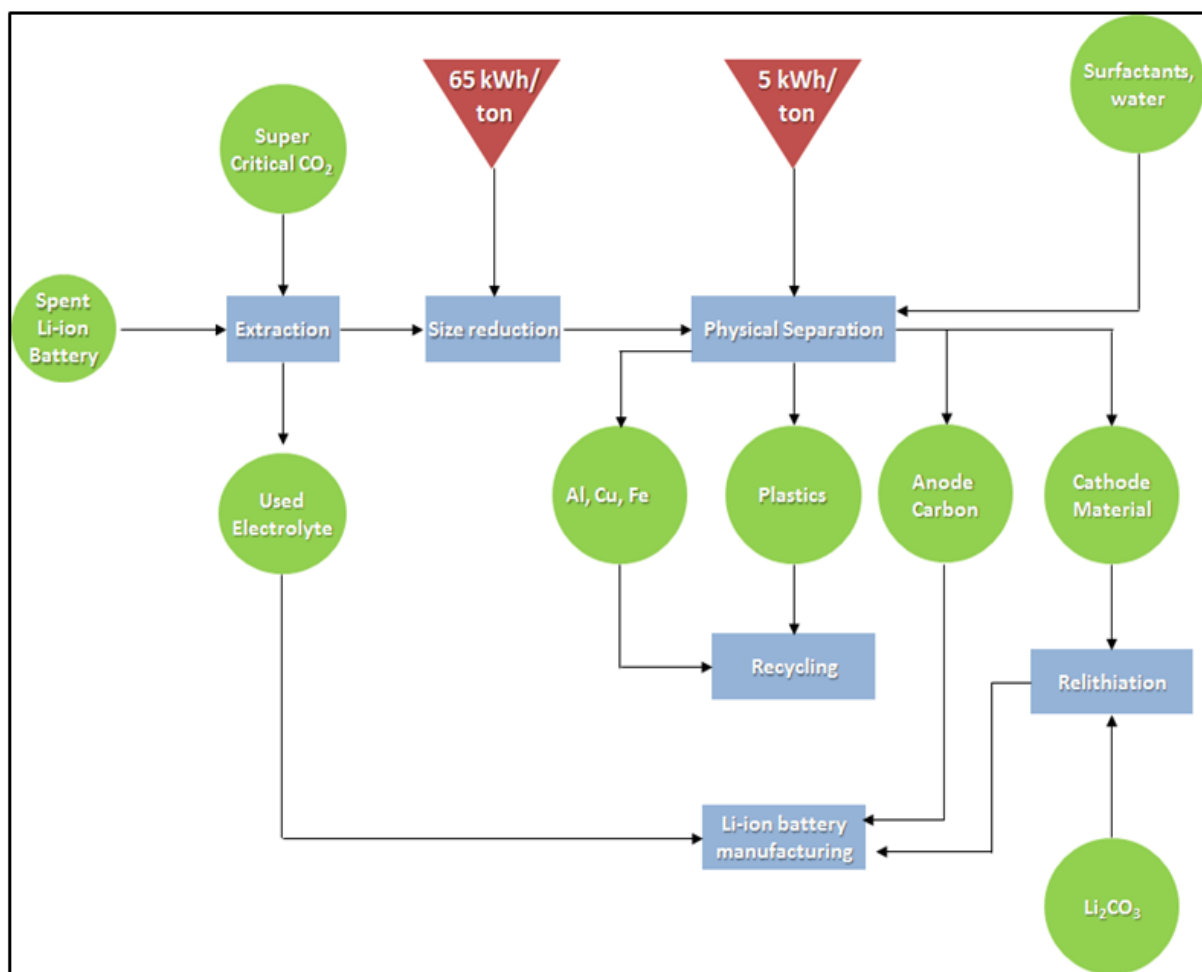 65 kWh/
ton
5 kWh/
ton
Surfactants,
water
Super
Critical CO₂
Spent
Li-ion
Battery
Extraction
Size reduction
Physical Separation
Used
Electrolyte
Al, Cu, Fe
Plastics
Anode
Carbon
Cathode
Material
Recycling
Relithiation
Li-ion battery
manufacturing
Li₂CO₃